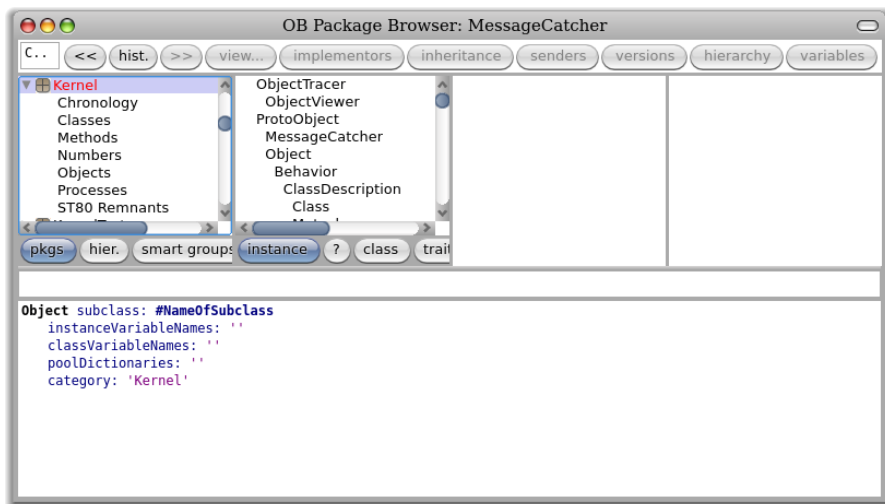 OB Package Browser: MessageCatcher
C.. << hist. >> view... implementors inheritance senders versions hierarchy variables
Kernel
Chronology
Classes
Methods
Numbers
Objects
Processes
ST80 Remnants
ObjectTracer
ObjectViewer
ProtoObject
MessageCatcher
Object
Behavior
ClassDescription
Class
pkgs hier. smart groups instance ? class trait
Object subclass: #NameOfSubclass
instanceVariableNames: ''
classVariableNames: ''
poolDictionaries: ''
category: 'Kernel'